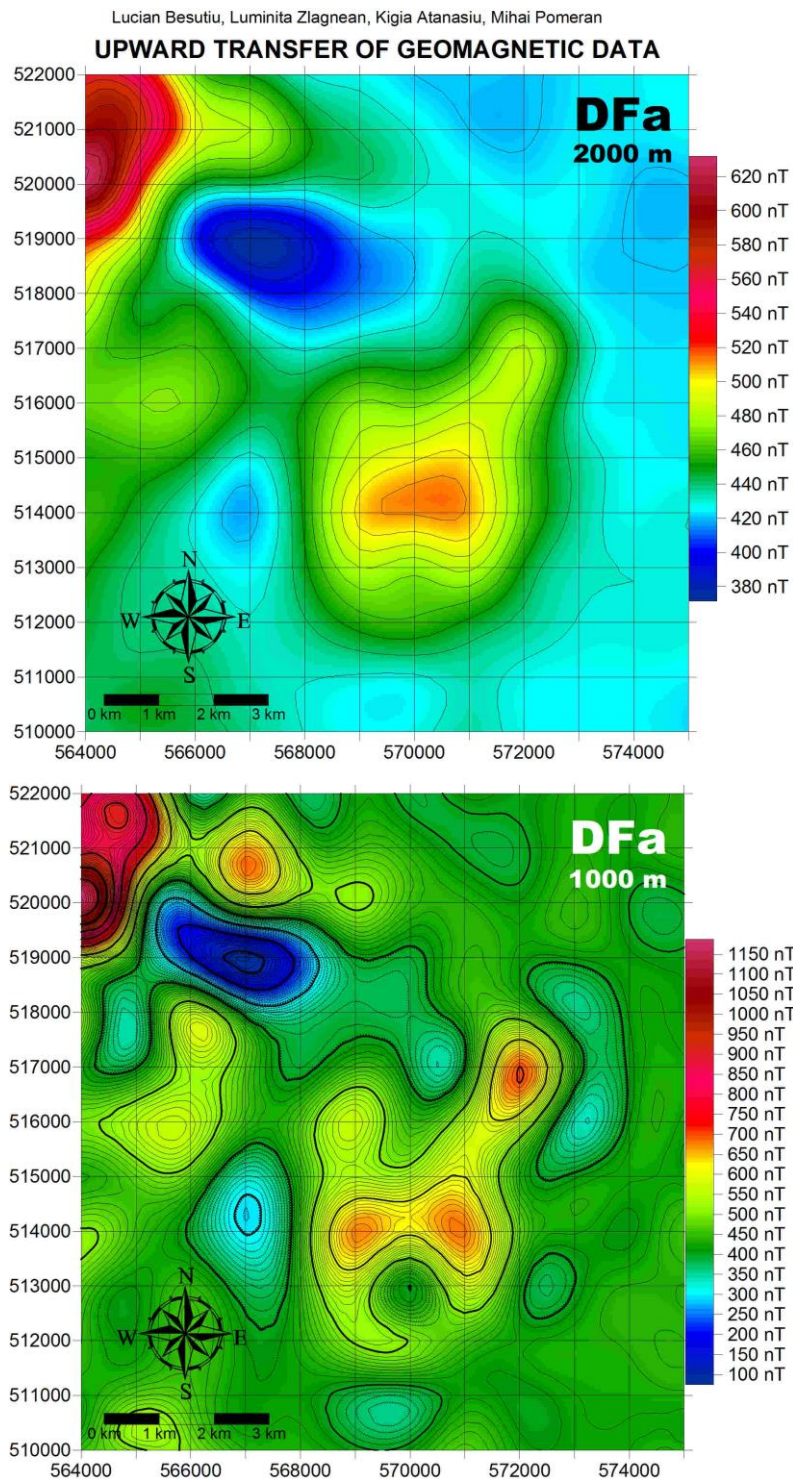 Lucian Besutiu, Luminita Zlagnean, Kigia Atanasiu, Mihai Pomeran
UPWARD TRANSFER OF GEOMAGNETIC DATA
522000
521000
520000
519000
518000
517000
516000
515000
514000
513000
512000
511000
510000
DFa
2000 m
620 nT
600 nT
580 nT
560 nT
540 nT
520 nT
500 nT
480 nT
460 nT
440 nT
420 nT
400 nT
380 nT
N
W E
S
0 km 1 km 2 km 3 km
564000 566000 568000 570000 572000 574000
522000
521000
520000
519000
518000
517000
516000
515000
514000
513000
512000
511000
510000
DFa
1000 m
1150 nT
1100 nT
1050 nT
1000 nT
950 nT
900 nT
850 nT
800 nT
750 nT
700 nT
650 nT
600 nT
550 nT
500 nT
450 nT
400 nT
350 nT
300 nT
250 nT
200 nT
150 nT
100 nT
N
W E
S
0 km 1 km 2 km 3 km
564000 566000 568000 570000 572000 574000